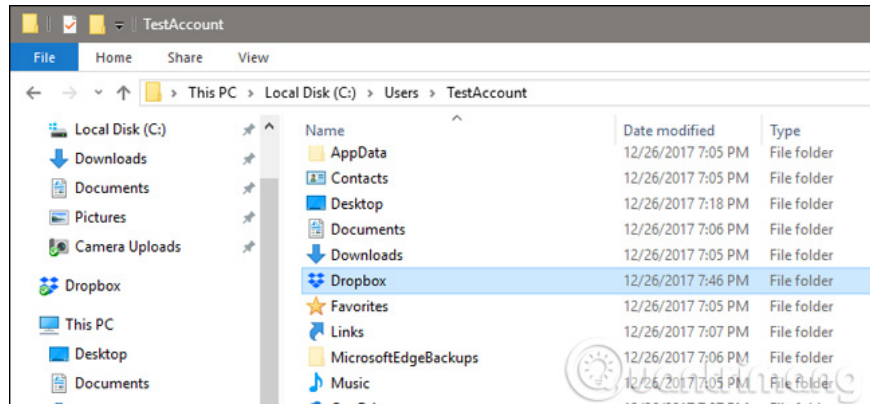 TestAccount
File Home Share View
This PC > Local Disk (C:) > Users > TestAccount
Local Disk (C:)
Downloads
Documents
Pictures
Camera Uploads
Dropbox
This PC
Desktop
Documents
Name Date modified Type
AppData 12/26/2017 7:05 PM File folder
Contacts 12/26/2017 7:05 PM File folder
Desktop 12/26/2017 7:18 PM File folder
Documents 12/26/2017 7:06 PM File folder
Downloads 12/26/2017 7:05 PM File folder
Dropbox 12/26/2017 7:46 PM File folder
Favorites 12/26/2017 7:05 PM File folder
Links 12/26/2017 7:07 PM File folder
MicrosoftEdgeBackups 12/26/2017 7:06 PM File folder
Music 12/26/2017 7:05 PM File folder
Quantrimang